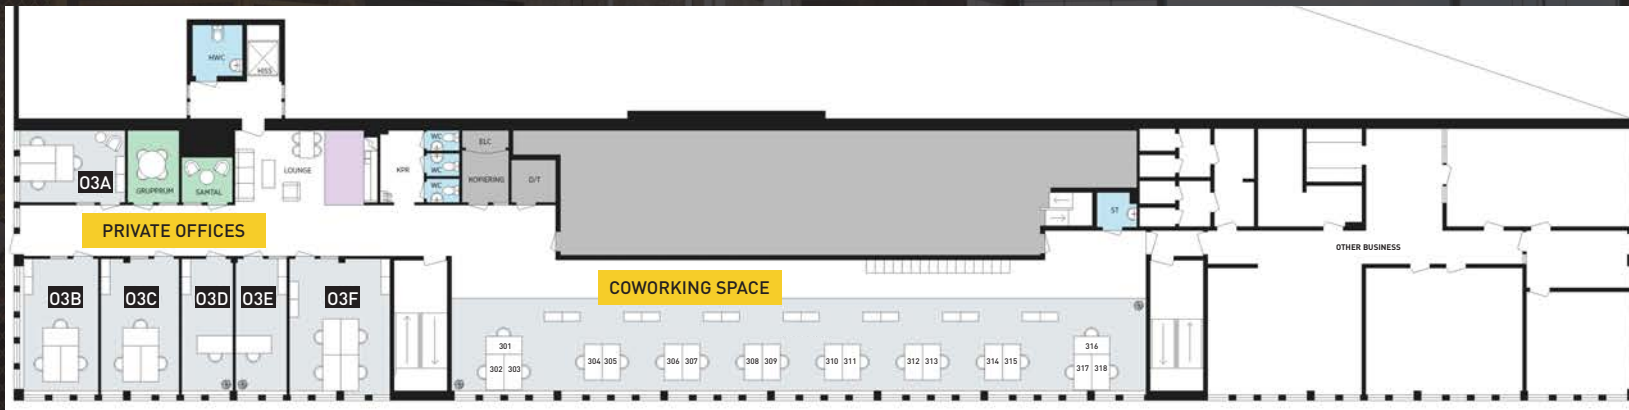 HWC
HISS
WC
WC
WC
ELC
KOPIERING
D/T
KPR
LOUNGE
GRUPPRUM
SAMTAL
03A
PRIVATE OFFICES
ST
OTHER BUSINESS
COWORKING SPACE
03B
03C
03D
03E
03F
301
302 303
304 305
306 307
308 309
310 311
312 313
314 315
316
317 318